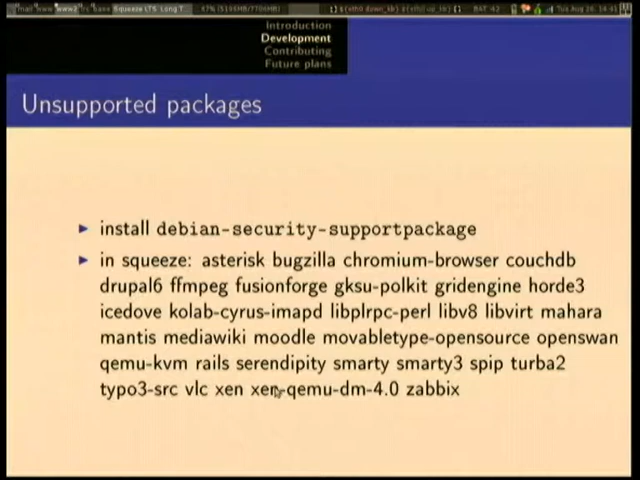 Introduction
Development
Contributing
Future plans
Unsupported packages
install debian-security-supportpackage
in squeeze: asterisk bugzilla chromium-browser couchdb
drupal6 ffmpeg fusionforge gksu-polkit gridengine horde3
icedove kolab-cyrus-imapd libplrpc-perl libv8 libvirt mahara
mantis mediawiki moodle movabletype-opensource openswan
qemu-kvm rails serendipity smarty smarty3 spip turba2
typo3-src vlc xen xen-qemu-dm-4.0 zabbix